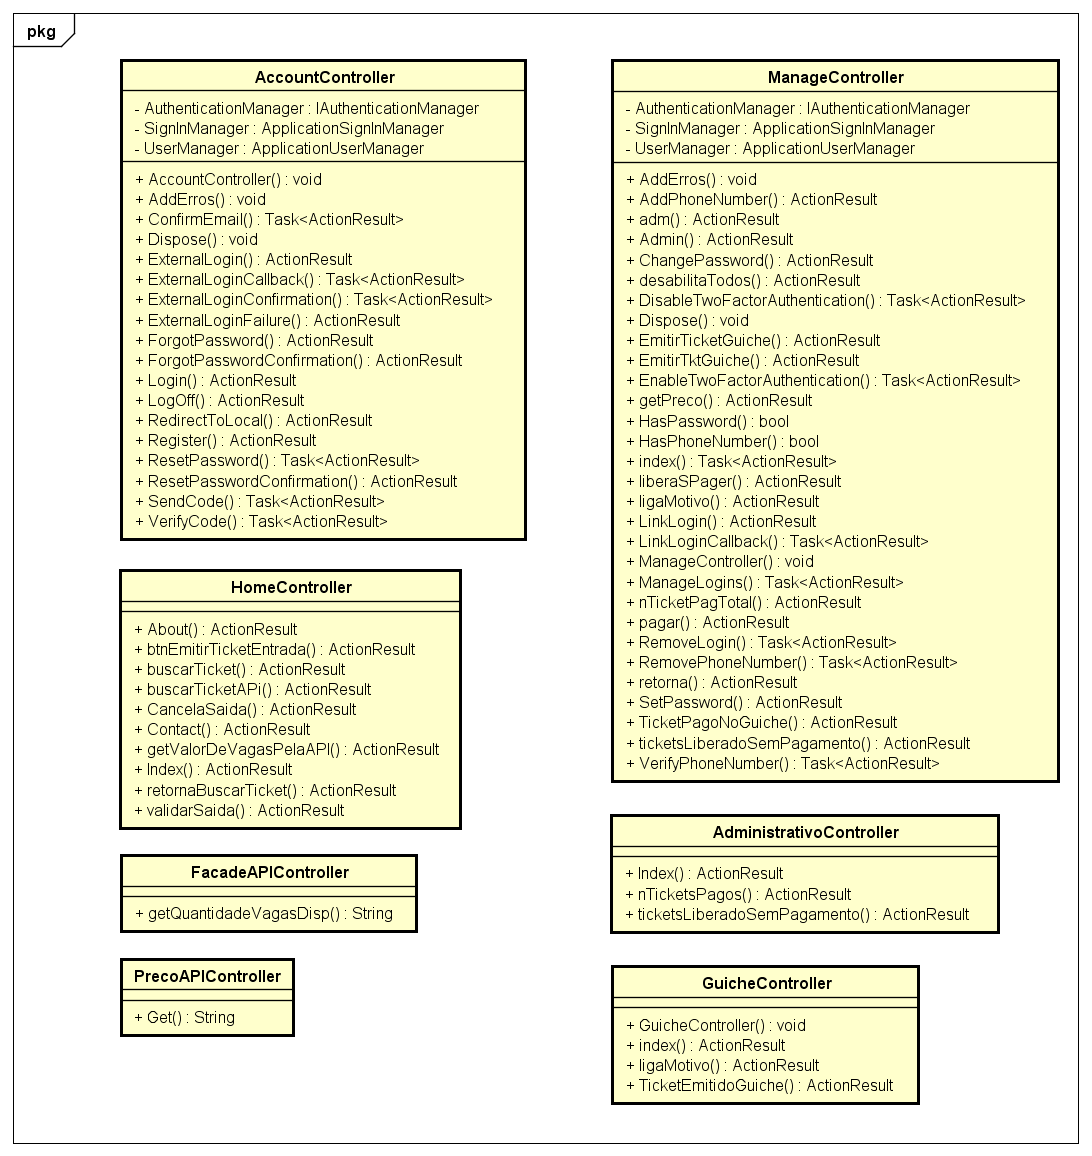 pkg
AccountController
- AuthenticationManager : IAuthenticationManager
- SignInManager : ApplicationSignInManager
- UserManager : ApplicationUserManager
+ AccountController() : void
+ AddErros() : void
+ ConfirmEmail() : Task<ActionResult>
+ Dispose() : void
+ ExternalLogin() : ActionResult
+ ExternalLoginCallback() : Task<ActionResult>
+ ExternalLoginConfirmation() : Task<ActionResult>
+ ExternalLoginFailure() : ActionResult
+ ForgotPassword() : ActionResult
+ ForgotPasswordConfirmation() : ActionResult
+ Login() : ActionResult
+ LogOff() : ActionResult
+ RedirectToLocal() : ActionResult
+ Register() : ActionResult
+ ResetPassword() : Task<ActionResult>
+ ResetPasswordConfirmation() : ActionResult
+ SendCode() : Task<ActionResult>
+ VerifyCode() : Task<ActionResult>
HomeController
+ About() : ActionResult
+ btnEmitirTicketEntrada() : ActionResult
+ buscarTicket() : ActionResult
+ buscarTicketAPi() : ActionResult
+ CancelaSaida() : ActionResult
+ Contact() : ActionResult
+ getValorDeVagasPelaAPI() : ActionResult
+ Index() : ActionResult
+ retornaBuscarTicket() : ActionResult
+ validarSaida() : ActionResult
FacadeAPIController
+ getQuantidadeVagasDisp() : String
PrecoAPIController
+ Get() : String
ManageController
- AuthenticationManager : IAuthenticationManager
- SignInManager : ApplicationSignInManager
- UserManager : ApplicationUserManager
+ AddErros() : void
+ AddPhoneNumber() : ActionResult
+ adm() : ActionResult
+ Admin() : ActionResult
+ ChangePassword() : ActionResult
+ desabilitaTodos() : ActionResult
+ DisableTwoFactorAuthentication() : Task<ActionResult>
+ Dispose() : void
+ EmitirTicketGuiche() : ActionResult
+ EmitirTktGuiche() : ActionResult
+ EnableTwoFactorAuthentication() : Task<ActionResult>
+ getPreco() : ActionResult
+ HasPassword() : bool
+ HasPhoneNumber() : bool
+ index() : Task<ActionResult>
+ liberaSPager() : ActionResult
+ ligaMotivo() : ActionResult
+ LinkLogin() : ActionResult
+ LinkLoginCallback() : Task<ActionResult>
+ ManageController() : void
+ ManageLogins() : Task<ActionResult>
+ nTicketPagTotal() : ActionResult
+ pagar() : ActionResult
+ RemoveLogin() : Task<ActionResult>
+ RemovePhoneNumber() : Task<ActionResult>
+ retorna() : ActionResult
+ SetPassword() : ActionResult
+ TicketPagoNoGuiche() : ActionResult
+ ticketsLiberadoSemPagamento() : ActionResult
+ VerifyPhoneNumber() : Task<ActionResult>
AdministrativoController
+ Index() : ActionResult
+ nTicketsPagos() : ActionResult
+ ticketsLiberadoSemPagamento() : ActionResult
GuicheController
+ GuicheController() : void
+ index() : ActionResult
+ ligaMotivo() : ActionResult
+ TicketEmitidoGuiche() : ActionResult